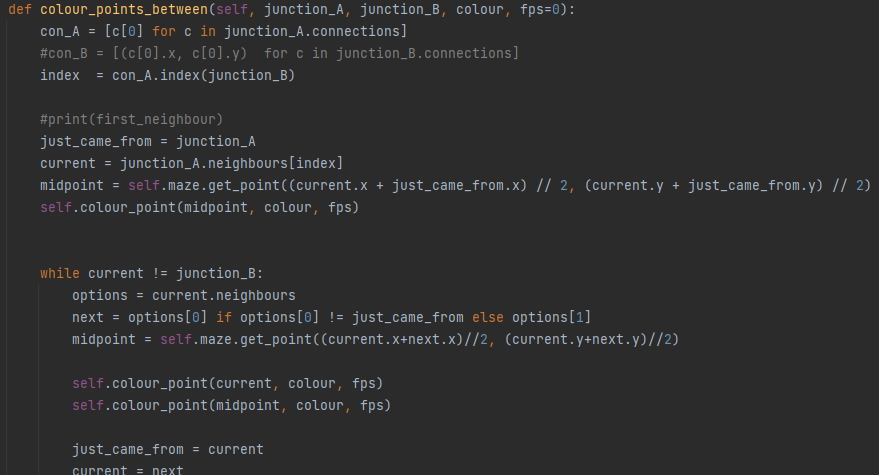 def colour_points_between(self, junction_A, junction_B, colour, fps=0):
    con_A = [c[0] for c in junction_A.connections]
    #con_B = [(c[0].x, c[0].y)  for c in junction_B.connections]
    index  = con_A.index(junction_B)

    #print(first_neighbour)
    just_came_from = junction_A
    current = junction_A.neighbours[index]
    midpoint = self.maze.get_point((current.x + just_came_from.x) // 2, (current.y + just_came_from.y) // 2)
    self.colour_point(midpoint, colour, fps)


    while current != junction_B:
        options = current.neighbours
        next = options[0] if options[0] != just_came_from else options[1]
        midpoint = self.maze.get_point((current.x+next.x)//2, (current.y+next.y)//2)

        self.colour_point(current, colour, fps)
        self.colour_point(midpoint, colour, fps)

        just_came_from = current
        current = next